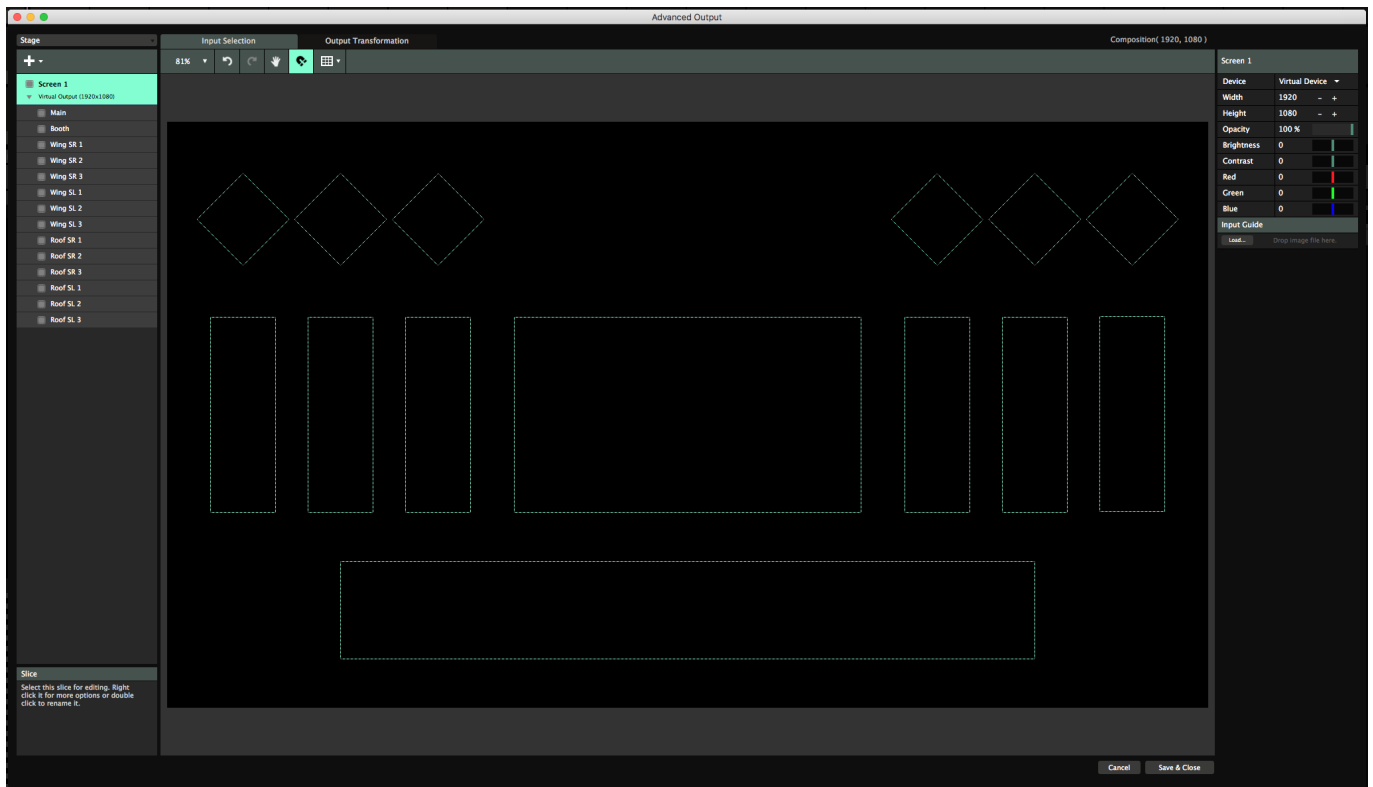 Advanced Output
Stage
Input Selection
Output Transformation
Composition( 1920, 1080 )
81%
Screen 1
Virtual Output (1920x1080)
Main
Booth
Wing SR 1
Wing SR 2
Wing SR 3
Wing SL 1
Wing SL 2
Wing SL 3
Roof SR 1
Roof SR 2
Roof SR 3
Roof SL 1
Roof SL 2
Roof SL 3
Slice
Select this slice for editing. Right
click it for more options or double
click to rename it.
Screen 1
Device Virtual Device
Width 1920 - +
Height 1080 - +
Opacity 100 %
Brightness 0
Contrast 0
Red 0
Green 0
Blue 0
Input Guide
Load... Drop image file here.
Cancel
Save & Close